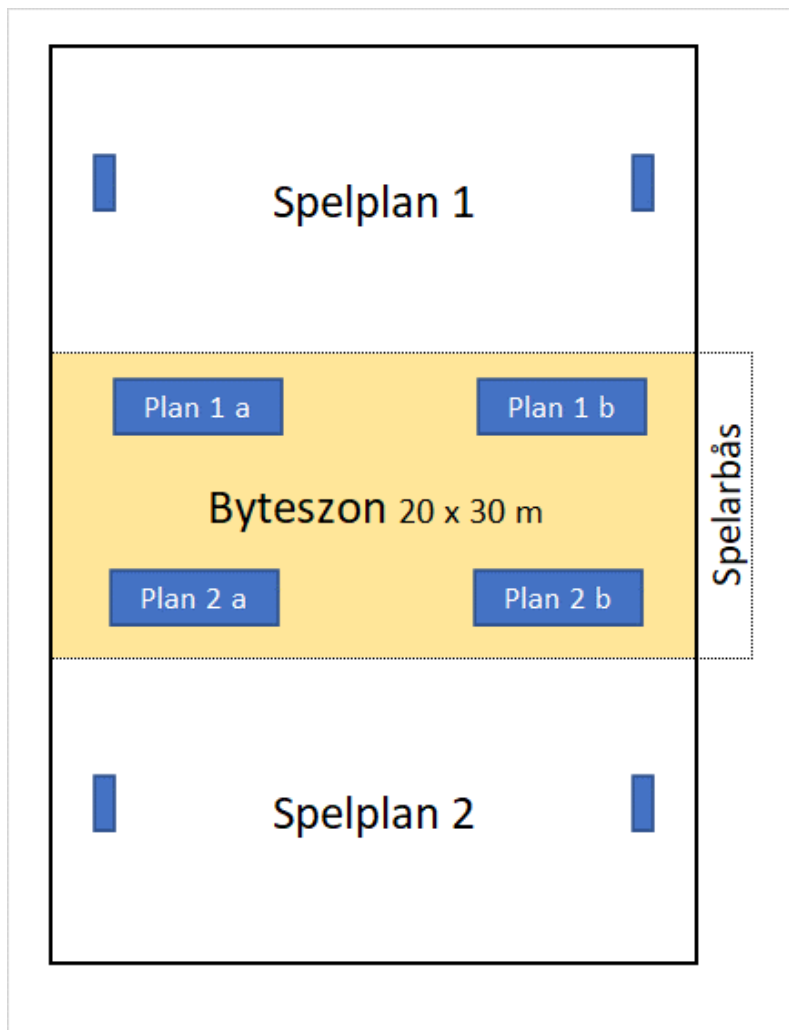 Spelplan 1
Plan 1 a
Plan 1 b
Byteszon 20 x 30 m
Spelarbås
Plan 2 a
Plan 2 b
Spelplan 2